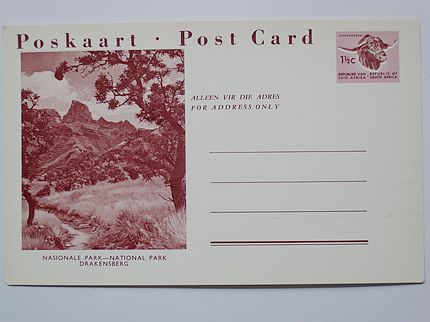 Poskaart · Post Card
AFRIKANERBUL
1½C
REPUBLIEK VAN REPUBLIC OF
SUID-AFRIKA SOUTH AFRICA
ALLEEN VIR DIE ADRES
FOR ADDRESS ONLY
NASIONALE PARK—NATIONAL PARK
DRAKENSBERG